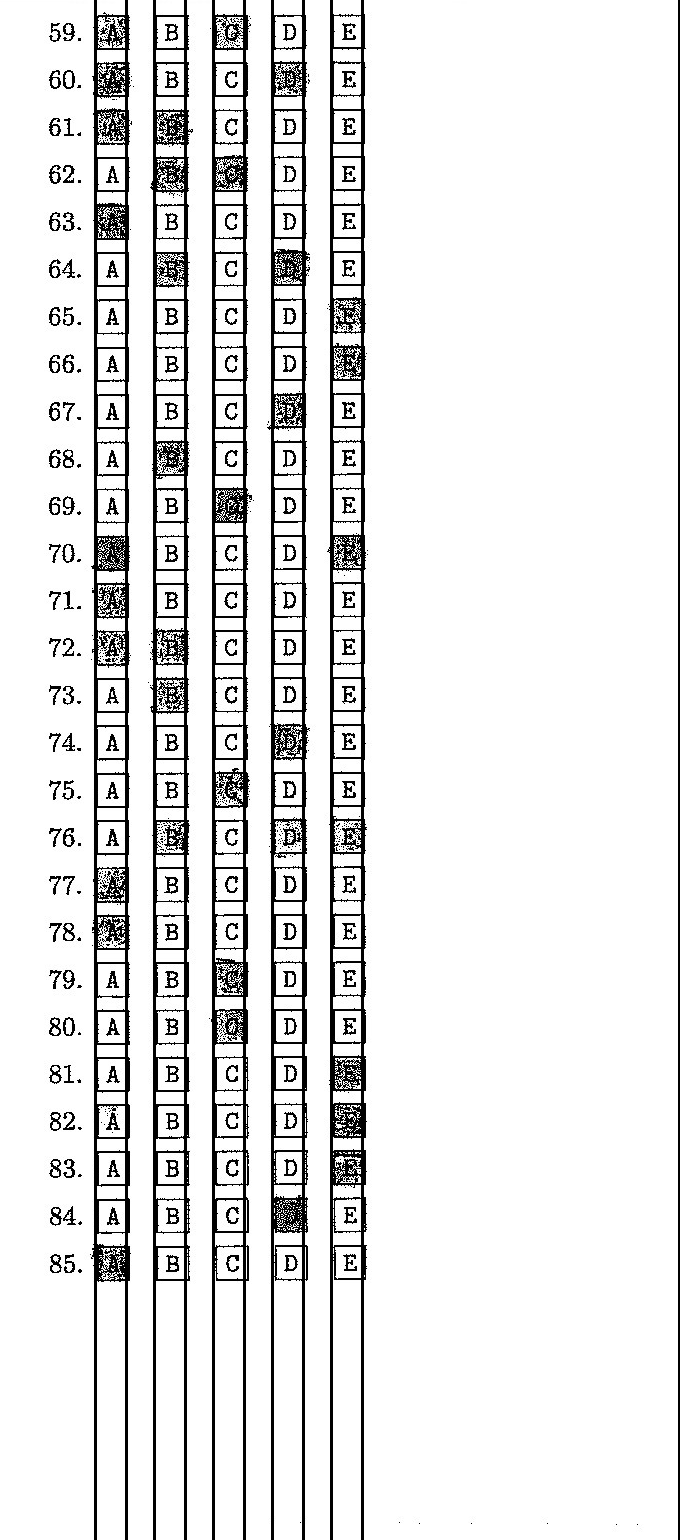 59. A B C D E
60. A B C D E
61. A B C D E
62. A B C D E
63. A B C D E
64. A B C D E
65. A B C D E
66. A B C D E
67. A B C D E
68. A B C D E
69. A B C D E
70. A B C D E
71. A B C D E
72. A B C D E
73. A B C D E
74. A B C D E
75. A B C D E
76. A B C D E
77. A B C D E
78. A B C D E
79. A B C D E
80. A B C D E
81. A B C D E
82. A B C D E
83. A B C D E
84. A B C E
85. A B C D E